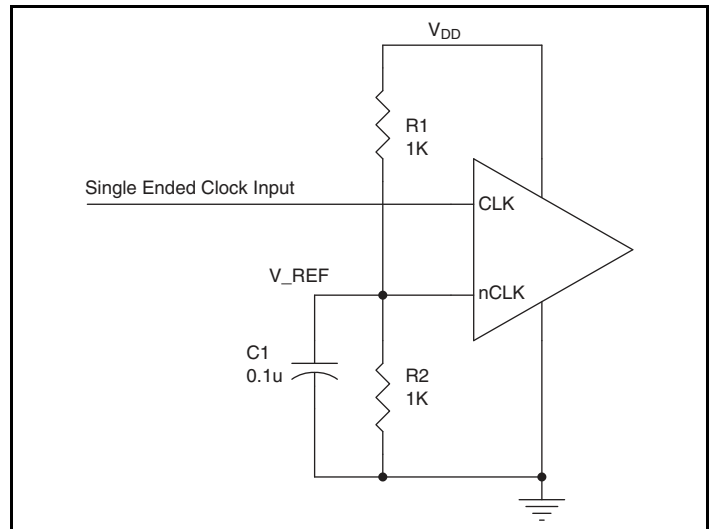 VDD
R1
1K
Single Ended Clock Input
CLK
V_REF
nCLK
C1
0.1u
R2
1K